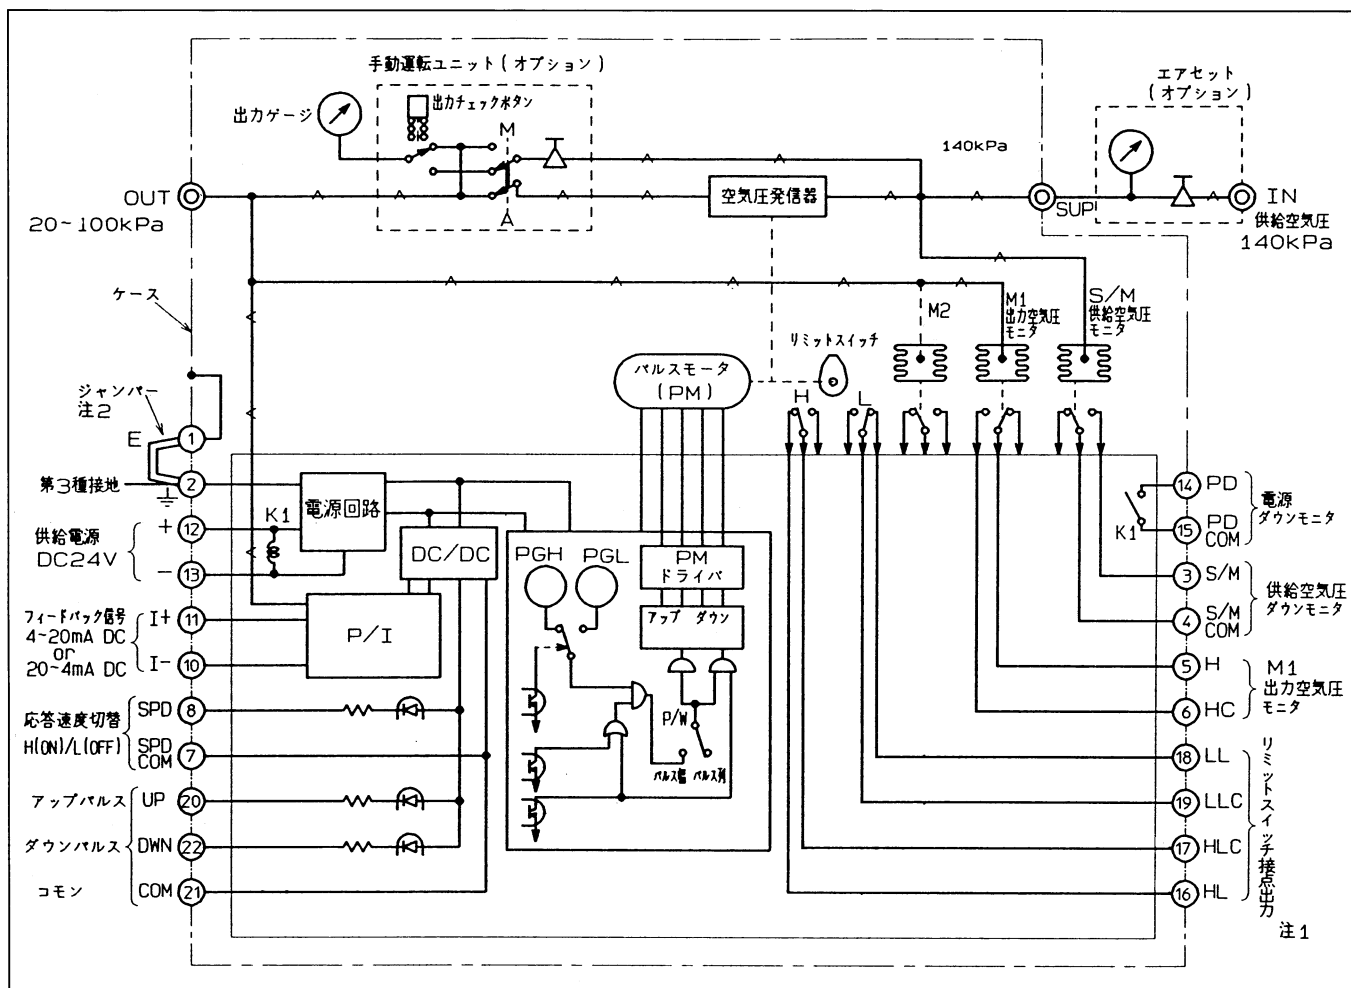 手動運転ユニット(オプション)
出力チェックボタン
出力ゲージ
M
A
OUT
20~100kPa
空気圧発信器
140kPa
SUP
エアセット
(オプション)
IN
供給空気圧
140kPa
ケース
M2
M1
出力空気圧
モニタ
S/M
供給空気圧
モニタ
リミットスイッチ
H
L
パルスモータ
(PM)
ジャンパー
注2
E
1
第3種接地
2
供給電源
DC24V
+
12
-
13
K1
電源回路
DC/DC
フィードバック信号
4~20mA DC
or
20~4mA DC
I+
11
I-
10
P/I
応答速度切替
H(ON)/L(OFF)
SPD
8
SPD
COM
7
アップパルス
UP
20
ダウンパルス
DWN
22
コモン
COM
21
PGH
PGL
PM
ドライバ
アップ ダウン
P/W
パルス幅
パルス列
K1
14
PD
15
PD
COM
電源
ダウンモニタ
3
S/M
4
S/M
COM
供給空気圧
ダウンモニタ
5
H
6
HC
M1
出力空気圧
モニタ
18
LL
19
LLC
17
HLC
16
HL
リミットスイッチ接点出力
注1